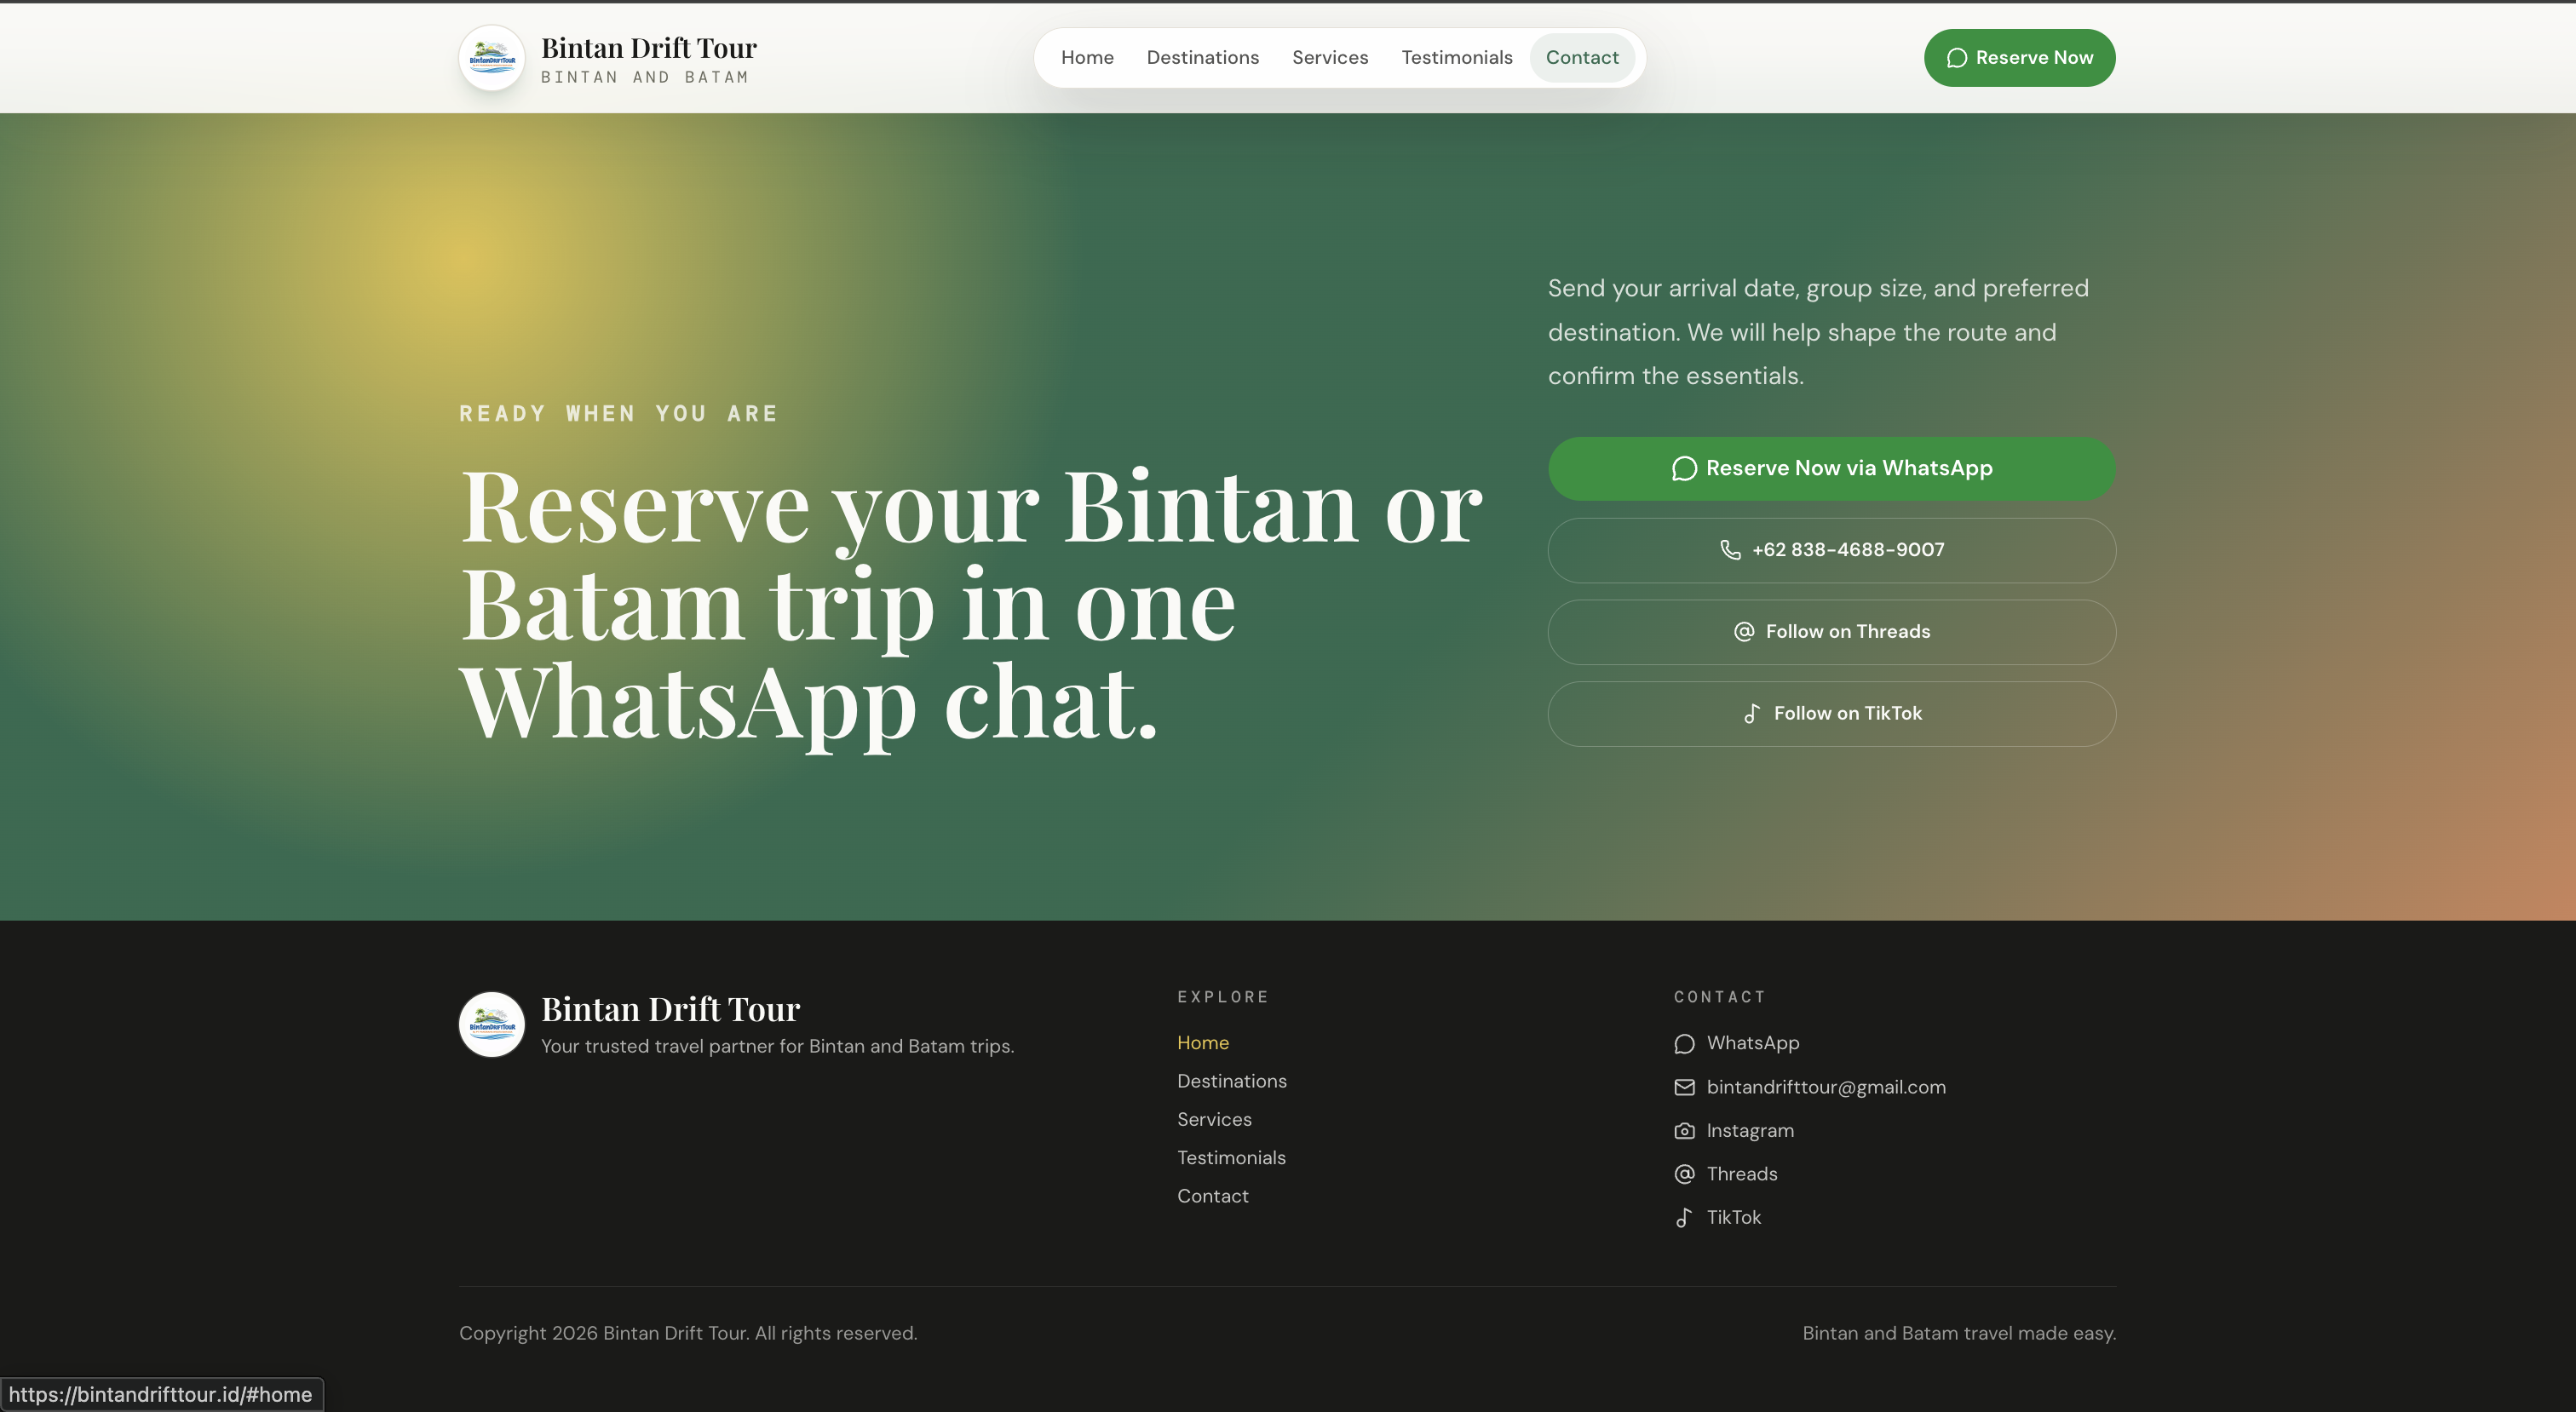 Bintan Drift Tour
BINTAN AND BATAM
Home
Destinations
Services
Testimonials
Contact
Reserve Now
READY WHEN YOU ARE
Reserve your Bintan or
Batam trip in one
WhatsApp chat.
Send your arrival date, group size, and preferred
destination. We will help shape the route and
confirm the essentials.
Reserve Now via WhatsApp
+62 838-4688-9007
Follow on Threads
Follow on TikTok
BintanDriftTour
Bintan Drift Tour
Your trusted travel partner for Bintan and Batam trips.
EXPLORE
Home
Destinations
Services
Testimonials
Contact
CONTACT
WhatsApp
bintandrifttour@gmail.com
Instagram
Threads
TikTok
Copyright 2026 Bintan Drift Tour. All rights reserved.
Bintan and Batam travel made easy.
https://bintandrifttour.id/#home